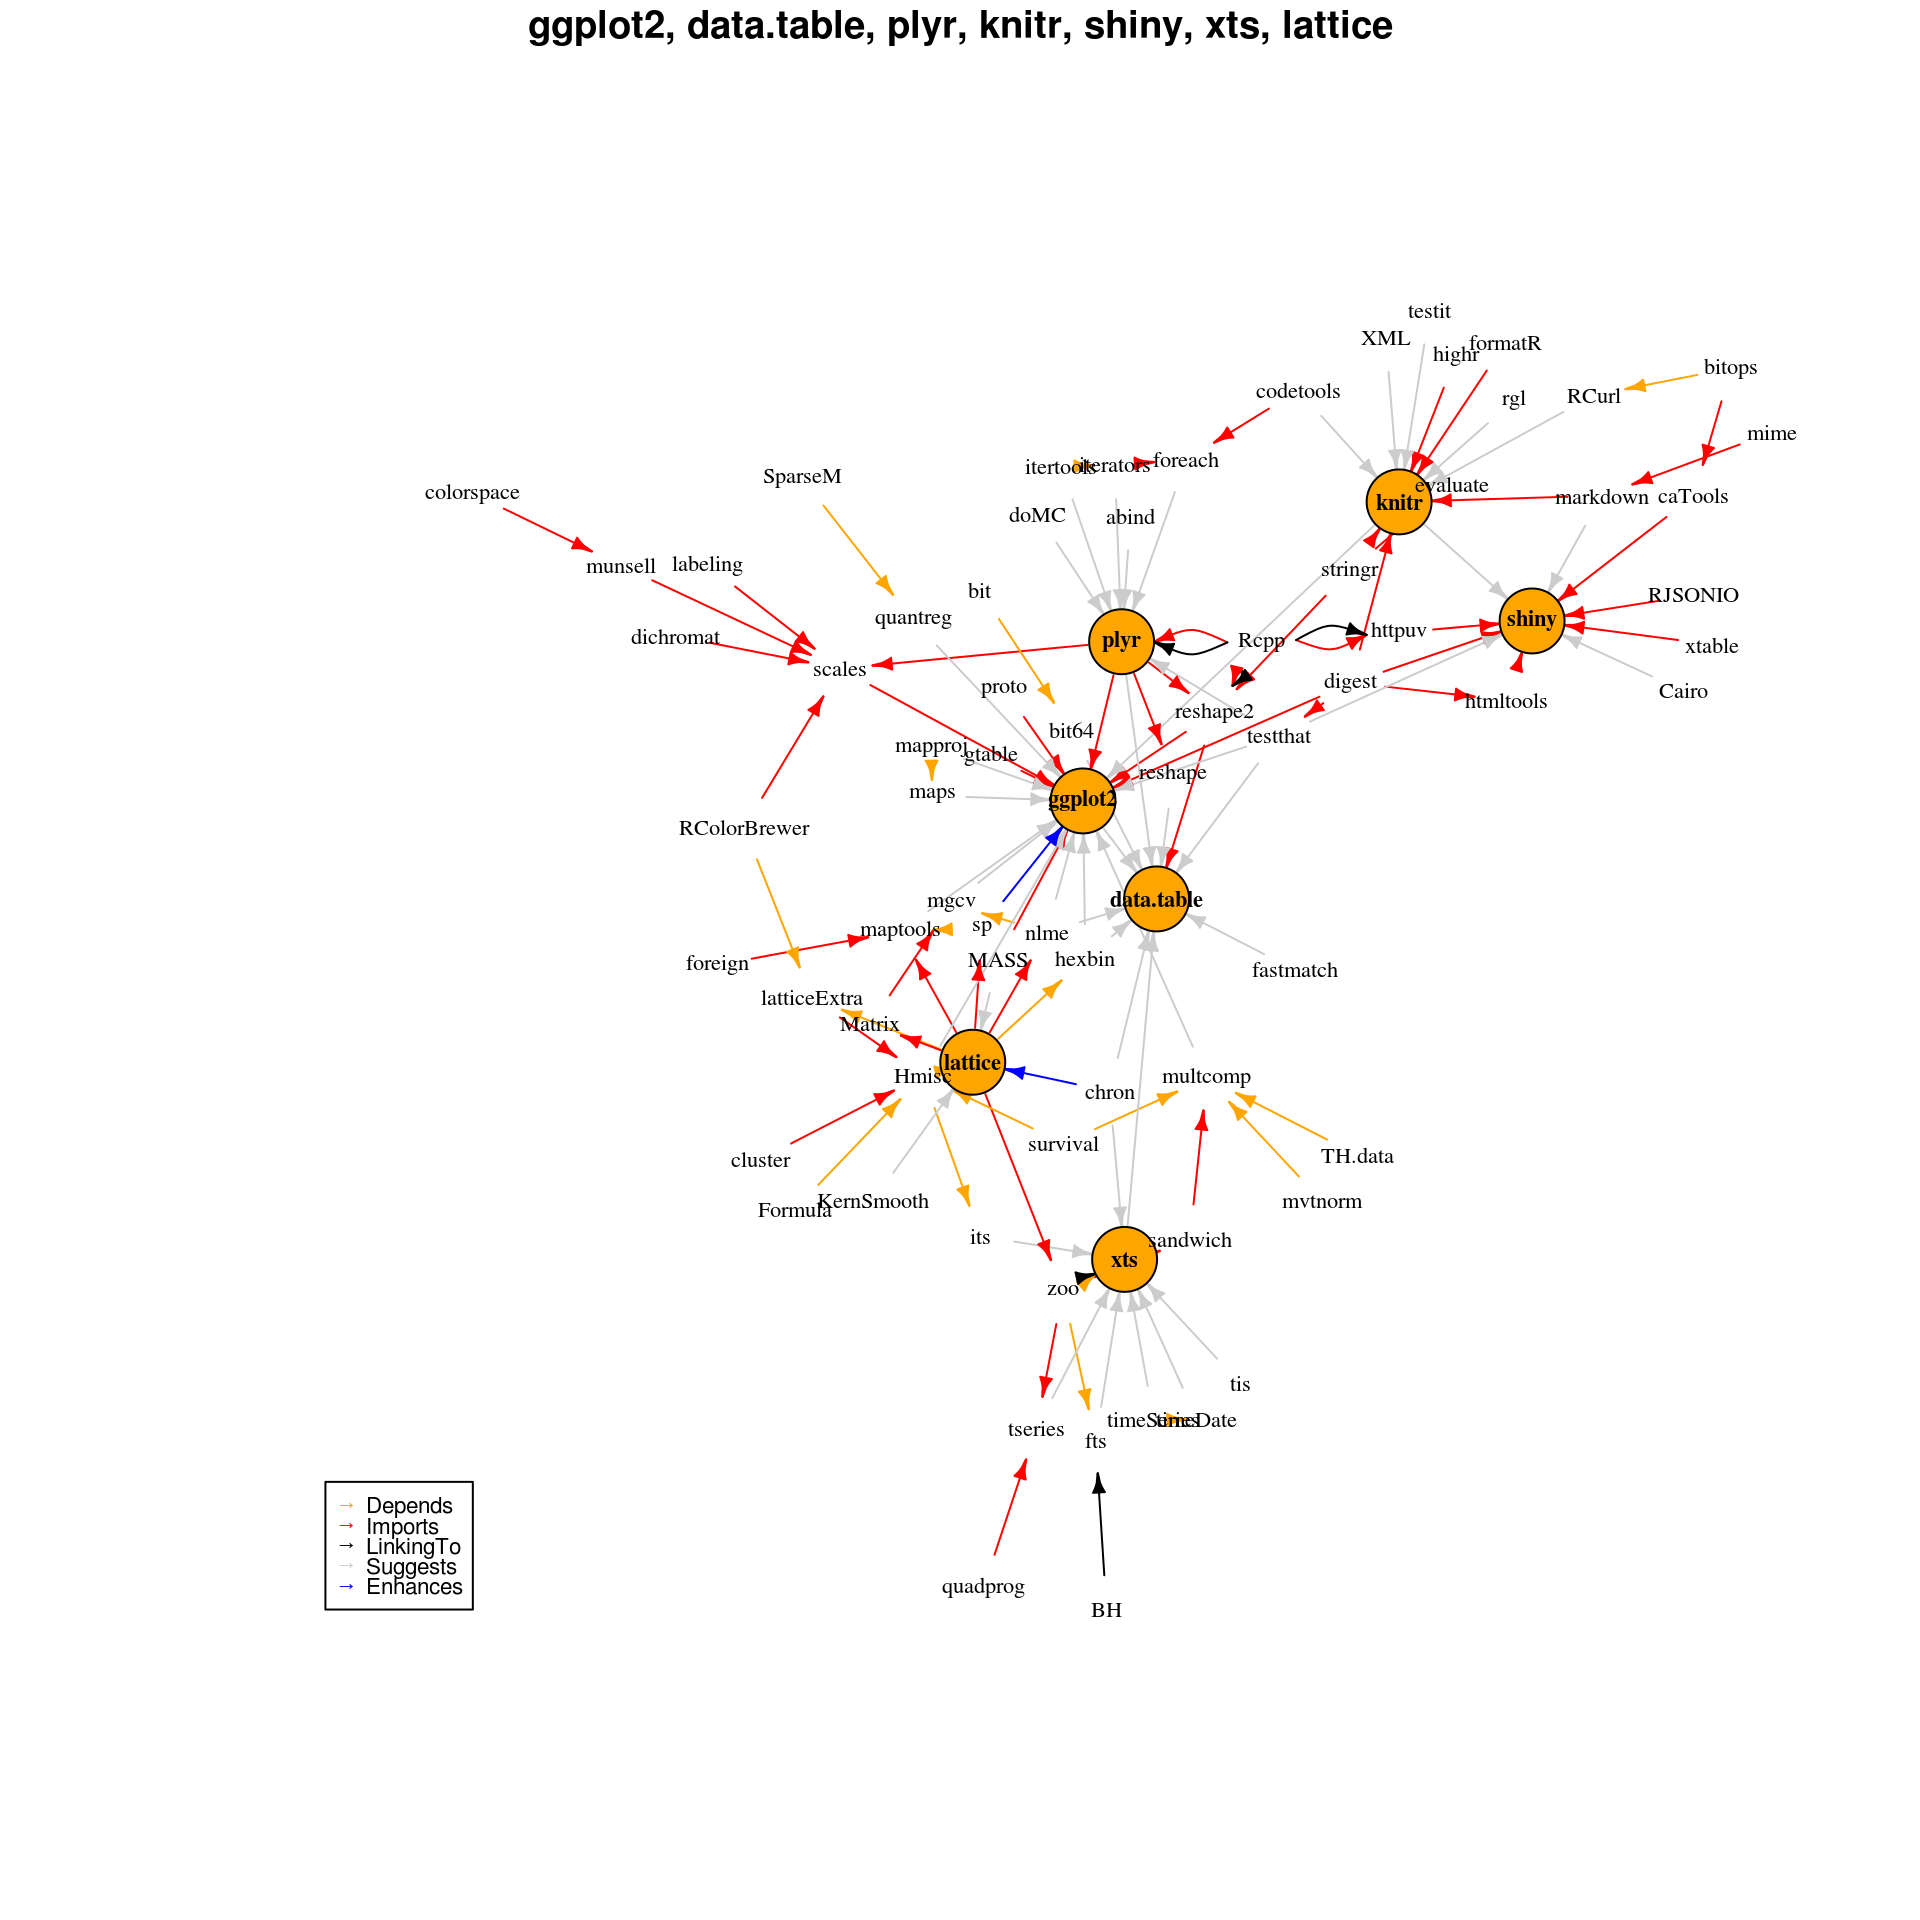 ggplot2, data.table, plyr, knitr, shiny, xts, lattice
testit
XML
formatR
highr
bitops
codetools
rgl
RCurl
mime
itertools
iterators
foreach
SparseM
colorspace
evaluate
knitr
markdown
caTools
doMC
abind
munsell
labeling
stringr
bit
RJSONIO
quantreg
shiny
dichromat
plyr
Rcpp
httpuv
xtable
scales
proto
digest
Cairo
htmltools
reshape2
bit64
testthat
mapproj
gtable
reshape
maps
ggplot2
RColorBrewer
mgcv
data.table
sp
maptools
nlme
foreign
MASS
hexbin
fastmatch
latticeExtra
Matrix
lattice
Hmisc
chron
multcomp
survival
cluster
TH.data
Formula
KernSmooth
mvtnorm
its
sandwich
xts
zoo
tis
timeSeries
timeDate
tseries
fts
quadprog
BH
→ Depends
→ Imports
→ LinkingTo
→ Suggests
→ Enhances